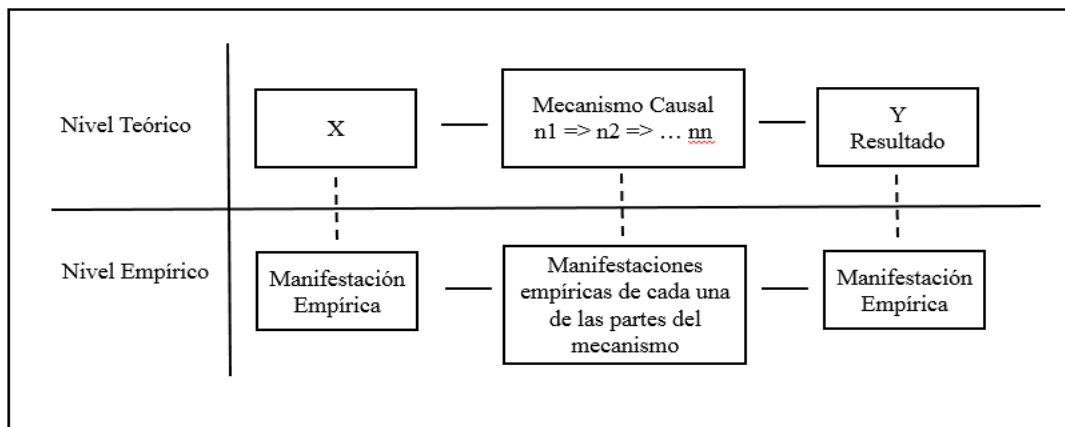 Nivel Teórico
X
Mecanismo Causal
n1 => n2 => … nn
Y
Resultado
Nivel Empírico
Manifestación
Empírica
Manifestaciones
empíricas de cada una
de las partes del
mecanismo
Manifestación
Empírica